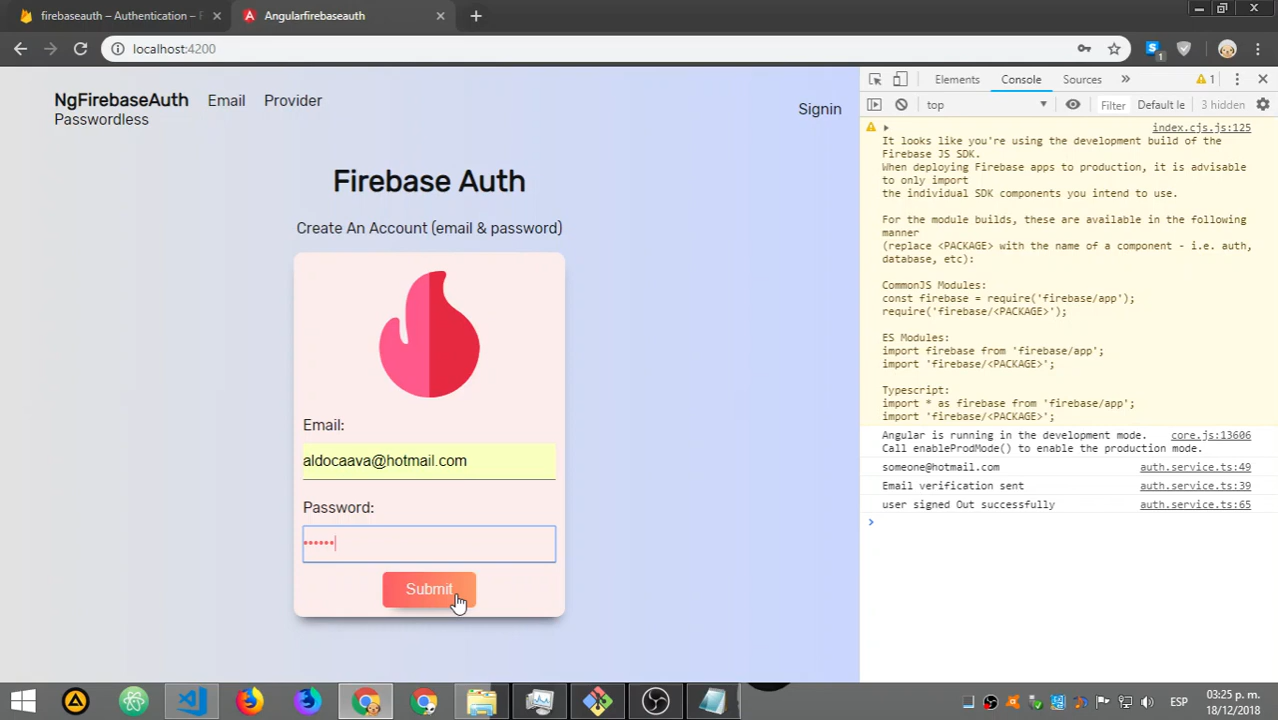 firebaseauth – Authentication –
Angularfirebaseauth
localhost:4200
1
NgFirebaseAuth
Email
Provider
Passwordless
Signin
Firebase Auth
Create An Account (email & password)
Email:
aldocaava@hotmail.com
Password:
••••••
Submit
Elements
Console
Sources
»
1
top
Filter
Default le
3 hidden
index.cjs.js:125
It looks like you're using the development build of the
Firebase JS SDK.
When deploying Firebase apps to production, it is advisable
to only import
the individual SDK components you intend to use.
For the module builds, these are available in the following
manner
(replace <PACKAGE> with the name of a component - i.e. auth,
database, etc):
CommonJS Modules:
const firebase = require('firebase/app');
require('firebase/<PACKAGE>');
ES Modules:
import firebase from 'firebase/app';
import 'firebase/<PACKAGE>';
Typescript:
import * as firebase from 'firebase/app';
import 'firebase/<PACKAGE>';
Angular is running in the development mode. core.js:13606
Call enableProdMode() to enable the production mode.
someone@hotmail.com auth.service.ts:49
Email verification sent auth.service.ts:39
user signed Out successfully auth.service.ts:65
ESP
03:25 p. m.
18/12/2018